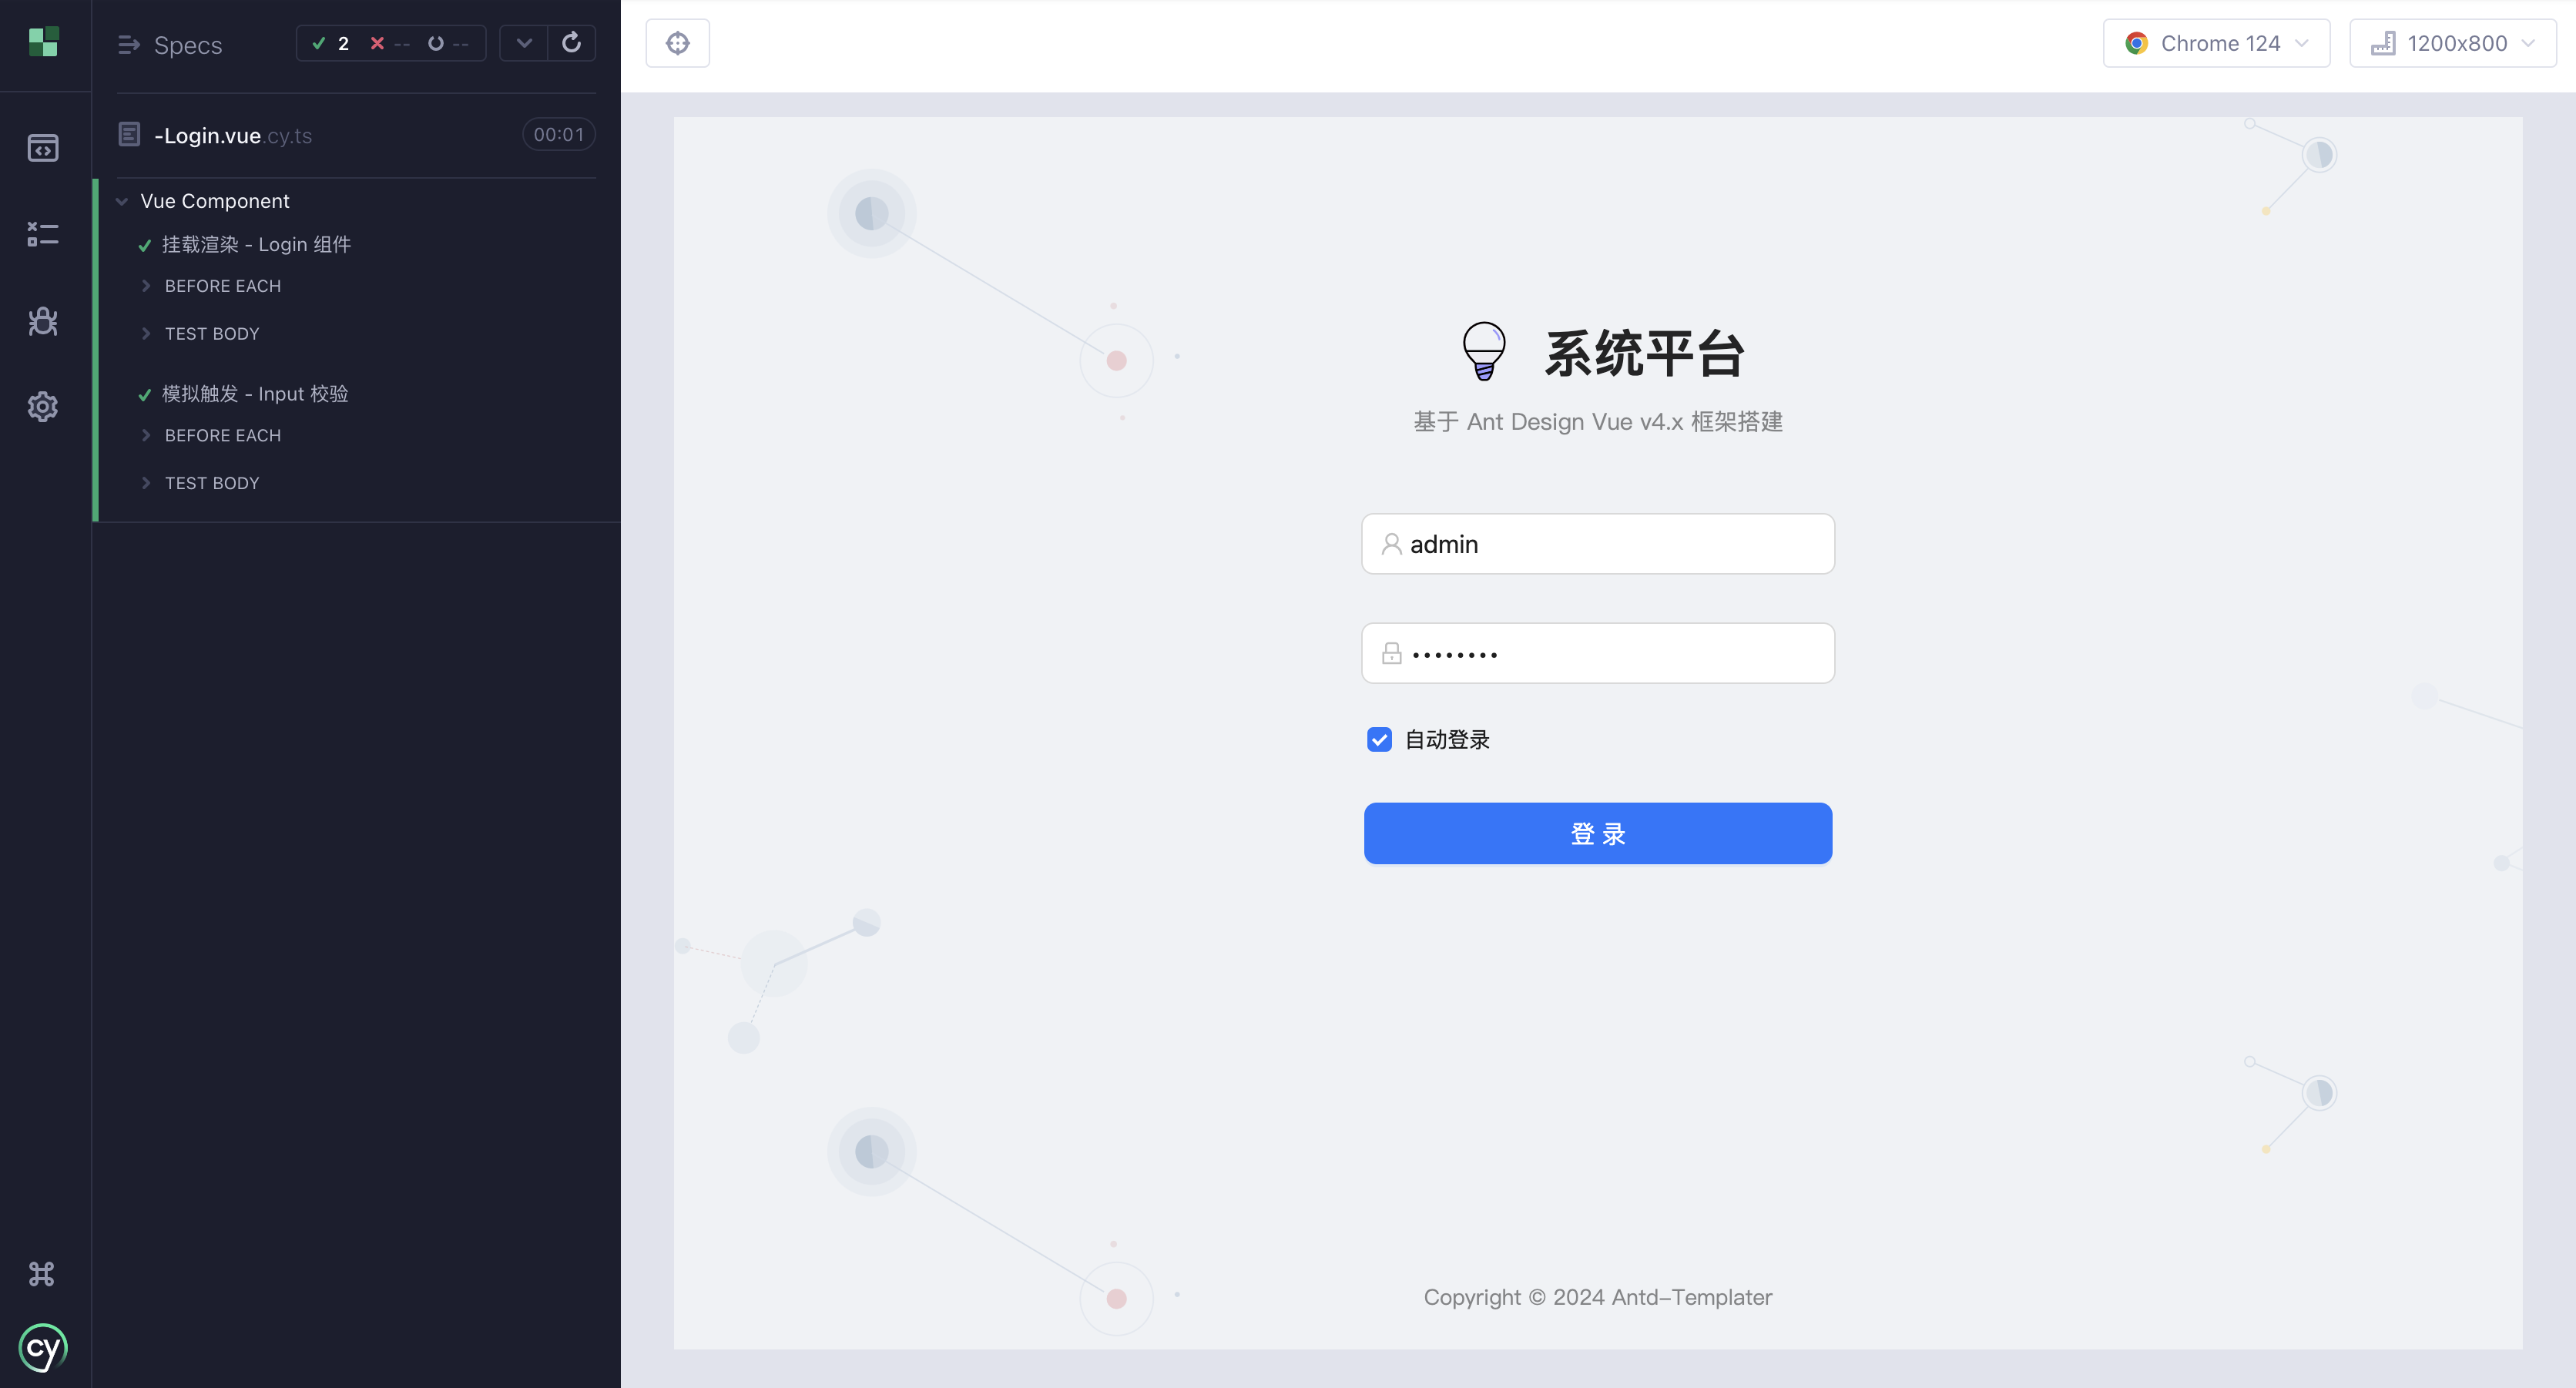 Specs
2 -- --
-Login.vue.cy.ts
00:01
Vue Component
挂载渲染 - Login 组件
BEFORE EACH
TEST BODY
模拟触发 - Input 校验
BEFORE EACH
TEST BODY
cy
Chrome 124
1200x800
系统平台
基于 Ant Design Vue v4.x 框架搭建
admin
••••••••
自动登录
登 录
Copyright © 2024 Antd-Templater